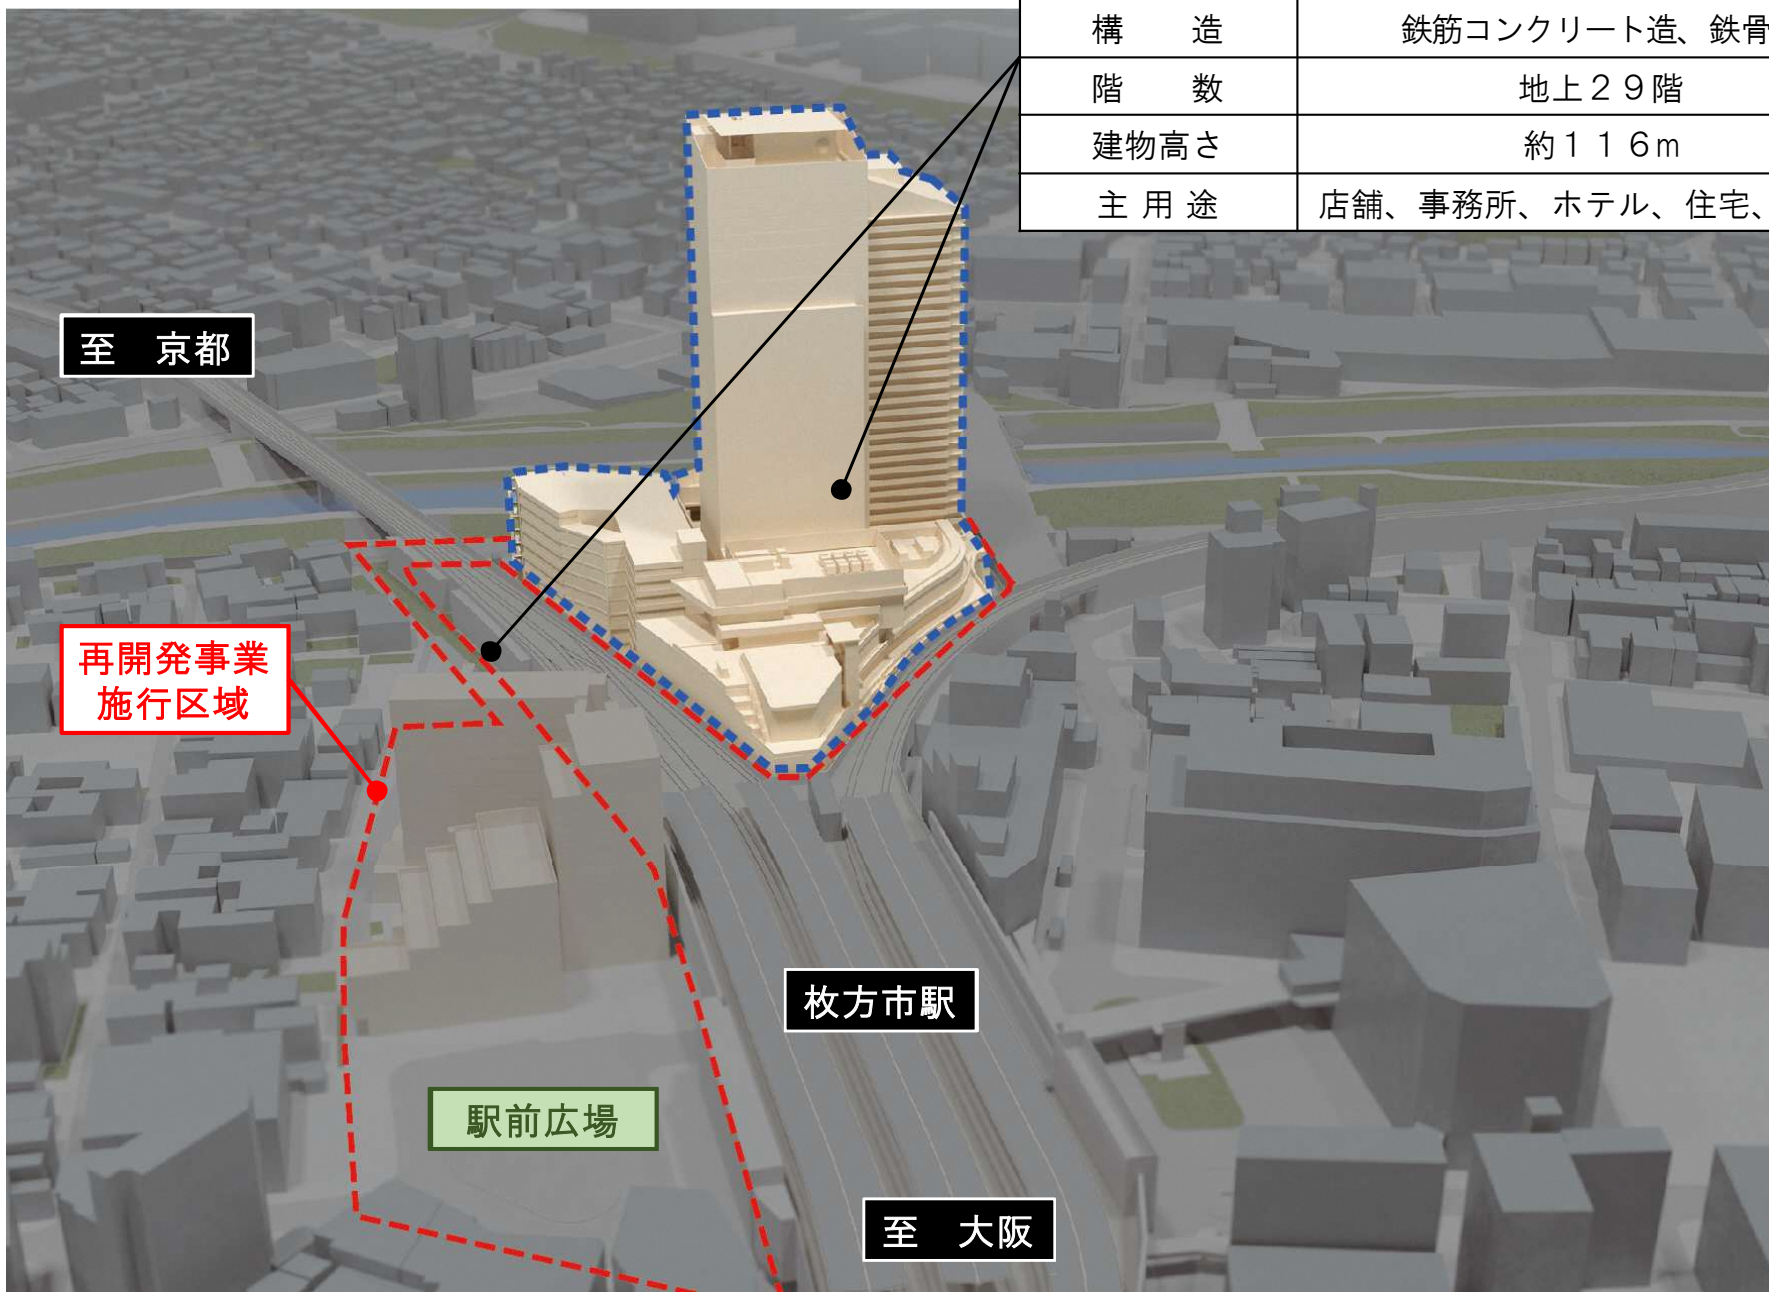 構　造　鉄筋コンクリート造、鉄骨
階　数　地上２９階
建物高さ　約１１６ｍ
主 用 途　店舗、事務所、ホテル、住宅、
至　京都
再開発事業
施行区域
枚方市駅
駅前広場
至　大阪